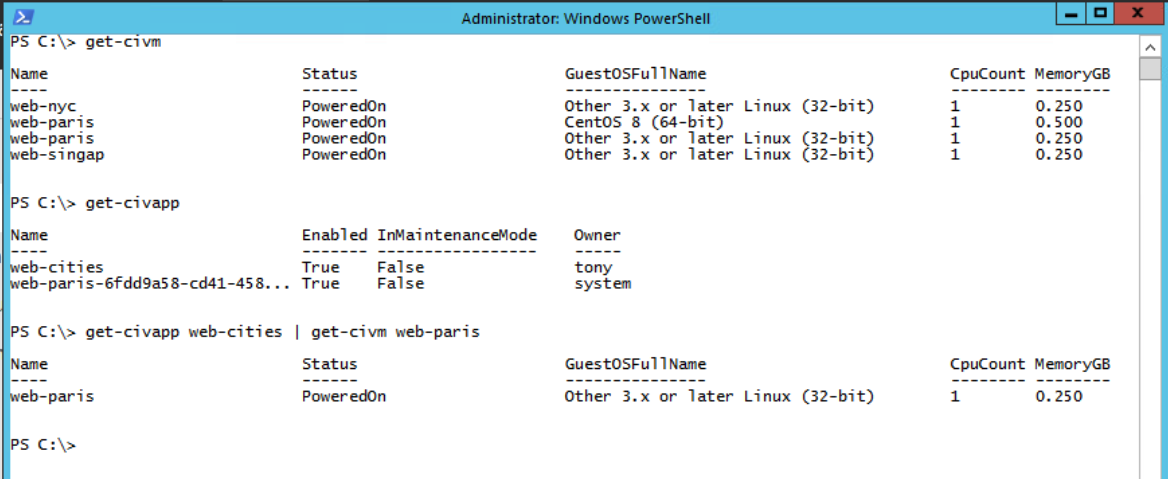 Administrator: Windows PowerShell
PS C:\> get-civm
Name Status GuestOSFullName CpuCount MemoryGB
---- ------ --------------- -------- --------
web-nyc PoweredOn Other 3.x or later Linux (32-bit) 1 0.250
web-paris PoweredOn CentOS 8 (64-bit) 1 0.500
web-paris PoweredOn Other 3.x or later Linux (32-bit) 1 0.250
web-singap PoweredOn Other 3.x or later Linux (32-bit) 1 0.250
PS C:\> get-civapp
Name Enabled InMaintenanceMode Owner
---- ------- ----------------- -----
web-cities True False tony
web-paris-6fdd9a58-cd41-458... True False system
PS C:\> get-civapp web-cities | get-civm web-paris
Name Status GuestOSFullName CpuCount MemoryGB
---- ------ --------------- -------- --------
web-paris PoweredOn Other 3.x or later Linux (32-bit) 1 0.250
PS C:\>